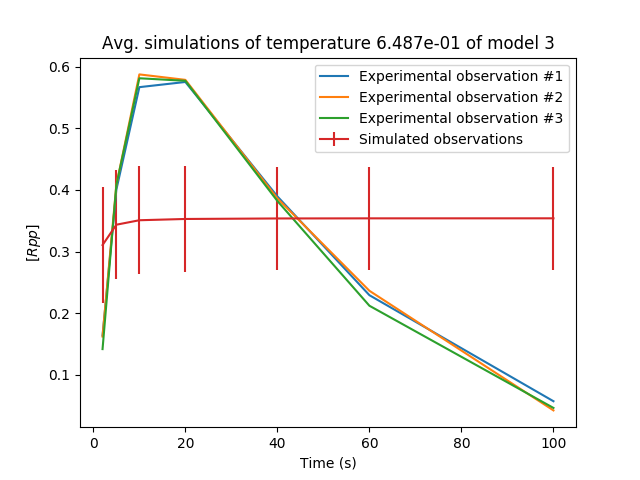 Avg. simulations of temperature 6.487e-01 of model 3
Experimental observation #1
Experimental observation #2
Experimental observation #3
Simulated observations
[Rpp]
0.6
0.5
0.4
0.3
0.2
0.1
0 20 40 60 80 100
Time (s)